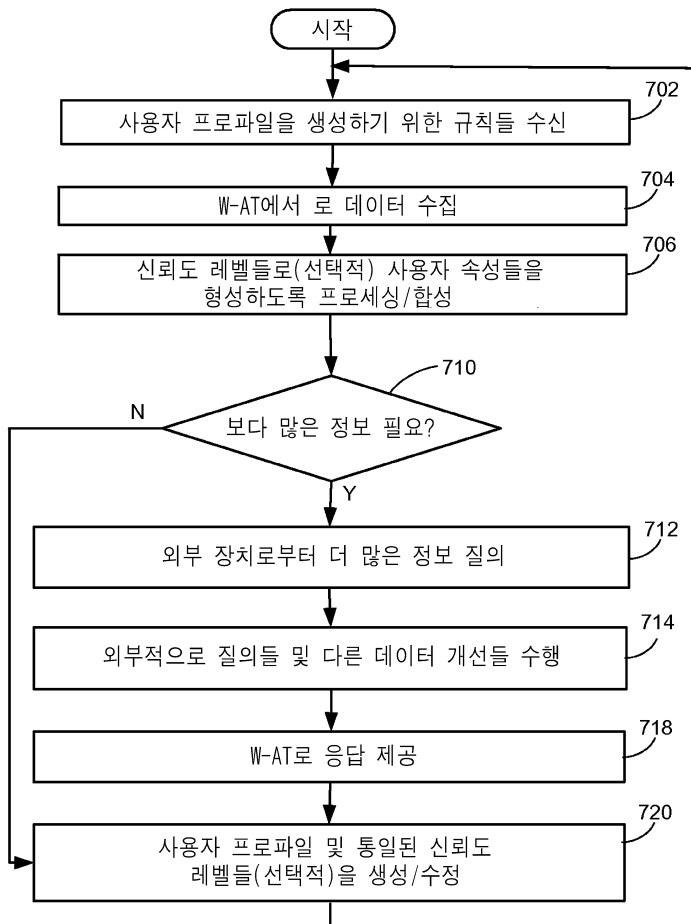 시작
702
사용자 프로파일을 생성하기 위한 규칙들 수신
704
W-AT에서 로 데이터 수집
706
신뢰도 레벨들로(선택적) 사용자 속성들을
형성하도록 프로세싱/합성
710
N
보다 많은 정보 필요?
Y
712
외부 장치로부터 더 많은 정보 질의
714
외부적으로 질의들 및 다른 데이터 개선들 수행
718
W-AT로 응답 제공
720
사용자 프로파일 및 통일된 신뢰도
레벨들(선택적)을 생성/수정